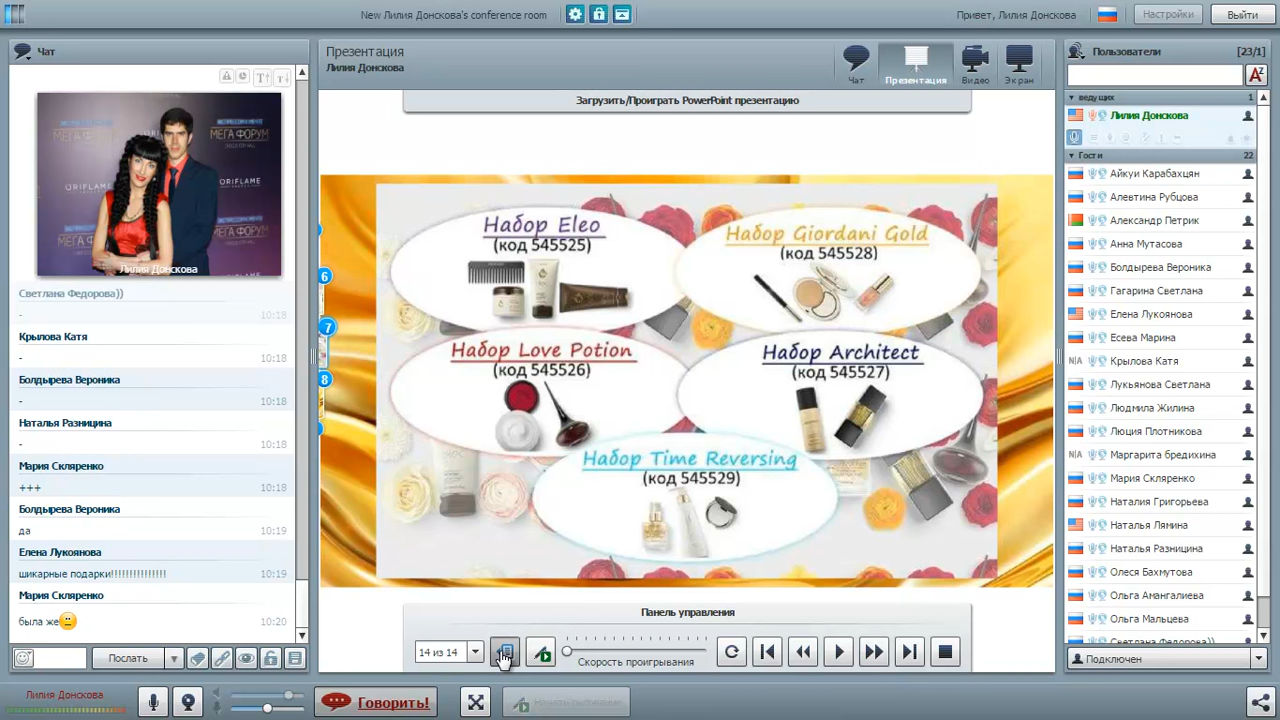 New Лилия Донскова's conference room
Привет, Лилия Донскова
Настройки
Выйти
Чат
МЕГА ФОРУМ
ORIFLAME
Лилия Донскова
Светлана Федорова))
-
10:18
Крылова Катя
-
10:18
Болдырева Вероника
-
10:18
Наталья Разницина
-
10:18
Мария Скляренко
+++
10:18
Болдырева Вероника
да
10:19
Елена Лукоянова
шикарные подарки!!!!!!!!!!!!!!!
10:19
Мария Скляренко
была же
10:20
Послать
Презентация
Лилия Донскова
Чат
Презентация
Видео
Экран
Загрузить/Проиграть PowerPoint презентацию
6
7
8
Набор Eleo
(код 545525)
Набор Giordani Gold
(код 545528)
Набор Love Potion
(код 545526)
Набор Architect
(код 545527)
Набор Time Reversing
(код 545529)
Панель управления
14 из 14
Скорость проигрывания
Пользователи
[23/1]
ведущих
1
Лилия Донскова
Гости
22
Айкуи Карабахцян
Алевтина Рубцова
Александр Петрик
Анна Мутасова
Болдырева Вероника
Гагарина Светлана
Елена Лукоянова
Есева Марина
N/A Крылова Катя
Лукьянова Светлана
Людмила Жилина
Люция Плотникова
N/A Маргарита бредихина
Мария Скляренко
Наталия Григорьева
Наталья Лянина
Наталья Разницина
Олеся Бахмутова
Ольга Амангалиева
Ольга Мальцева
Светлана Федорова))
Подключен
Лилия Донскова
Говорить!